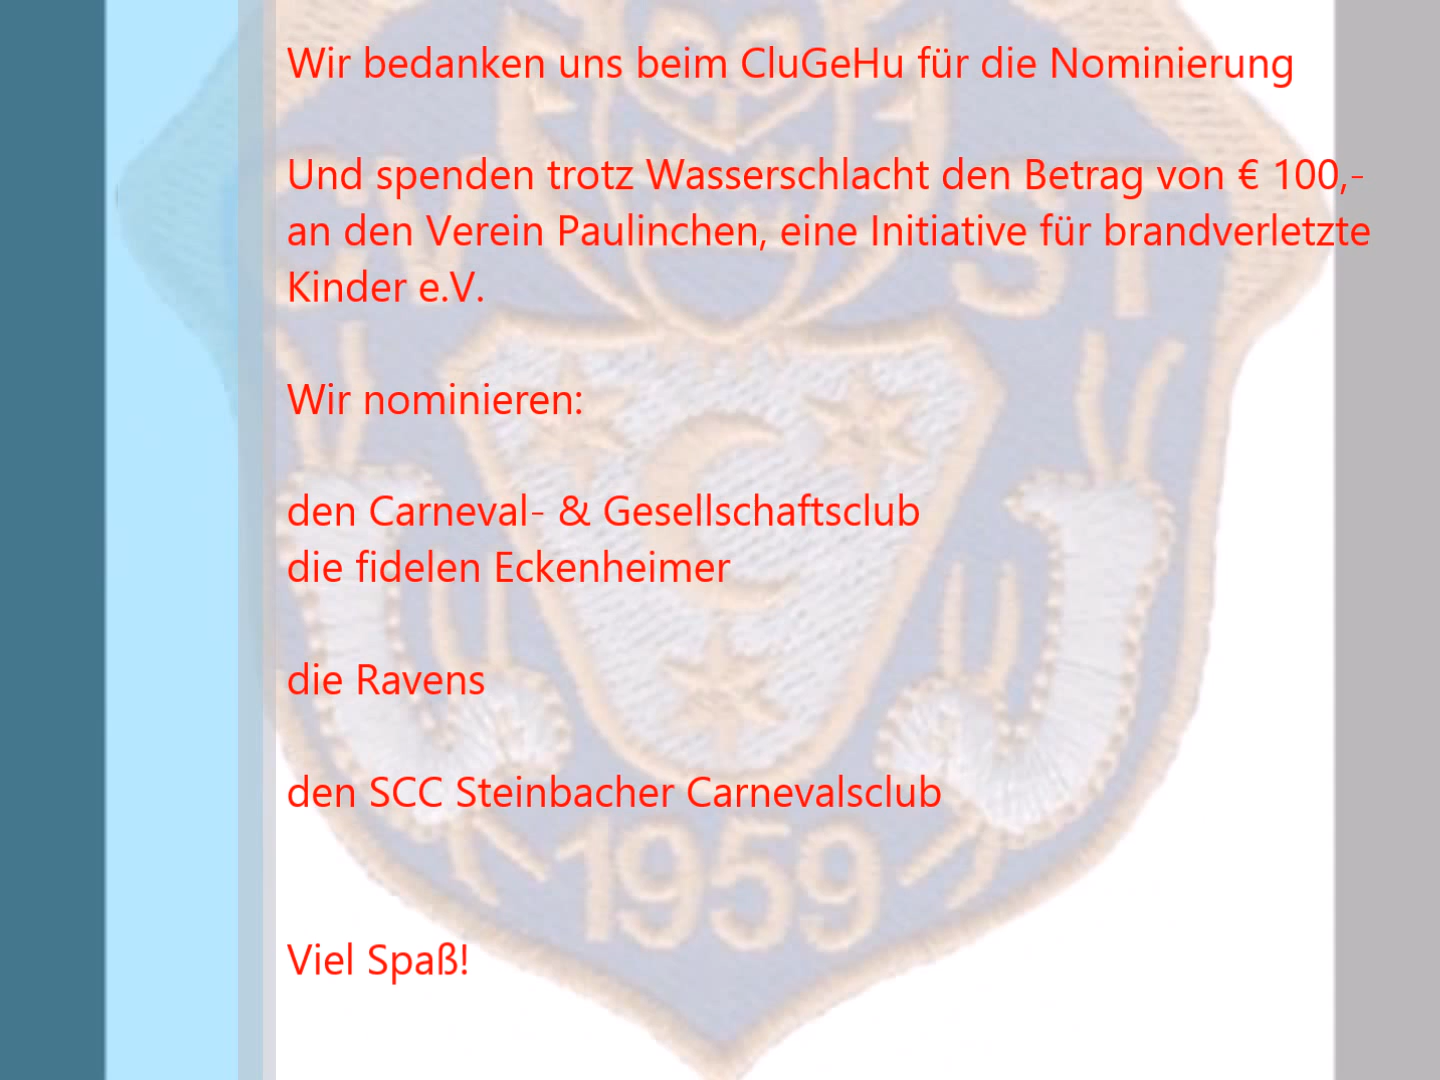 Wir bedanken uns beim CluGeHu für die Nominierung
Und spenden trotz Wasserschlacht den Betrag von € 100,-
an den Verein Paulinchen, eine Initiative für brandverletzte
Kinder e.V.
Wir nominieren:
den Carneval- & Gesellschaftsclub
die fidelen Eckenheimer
die Ravens
den SCC Steinbacher Carnevalsclub
1959
Viel Spaß!